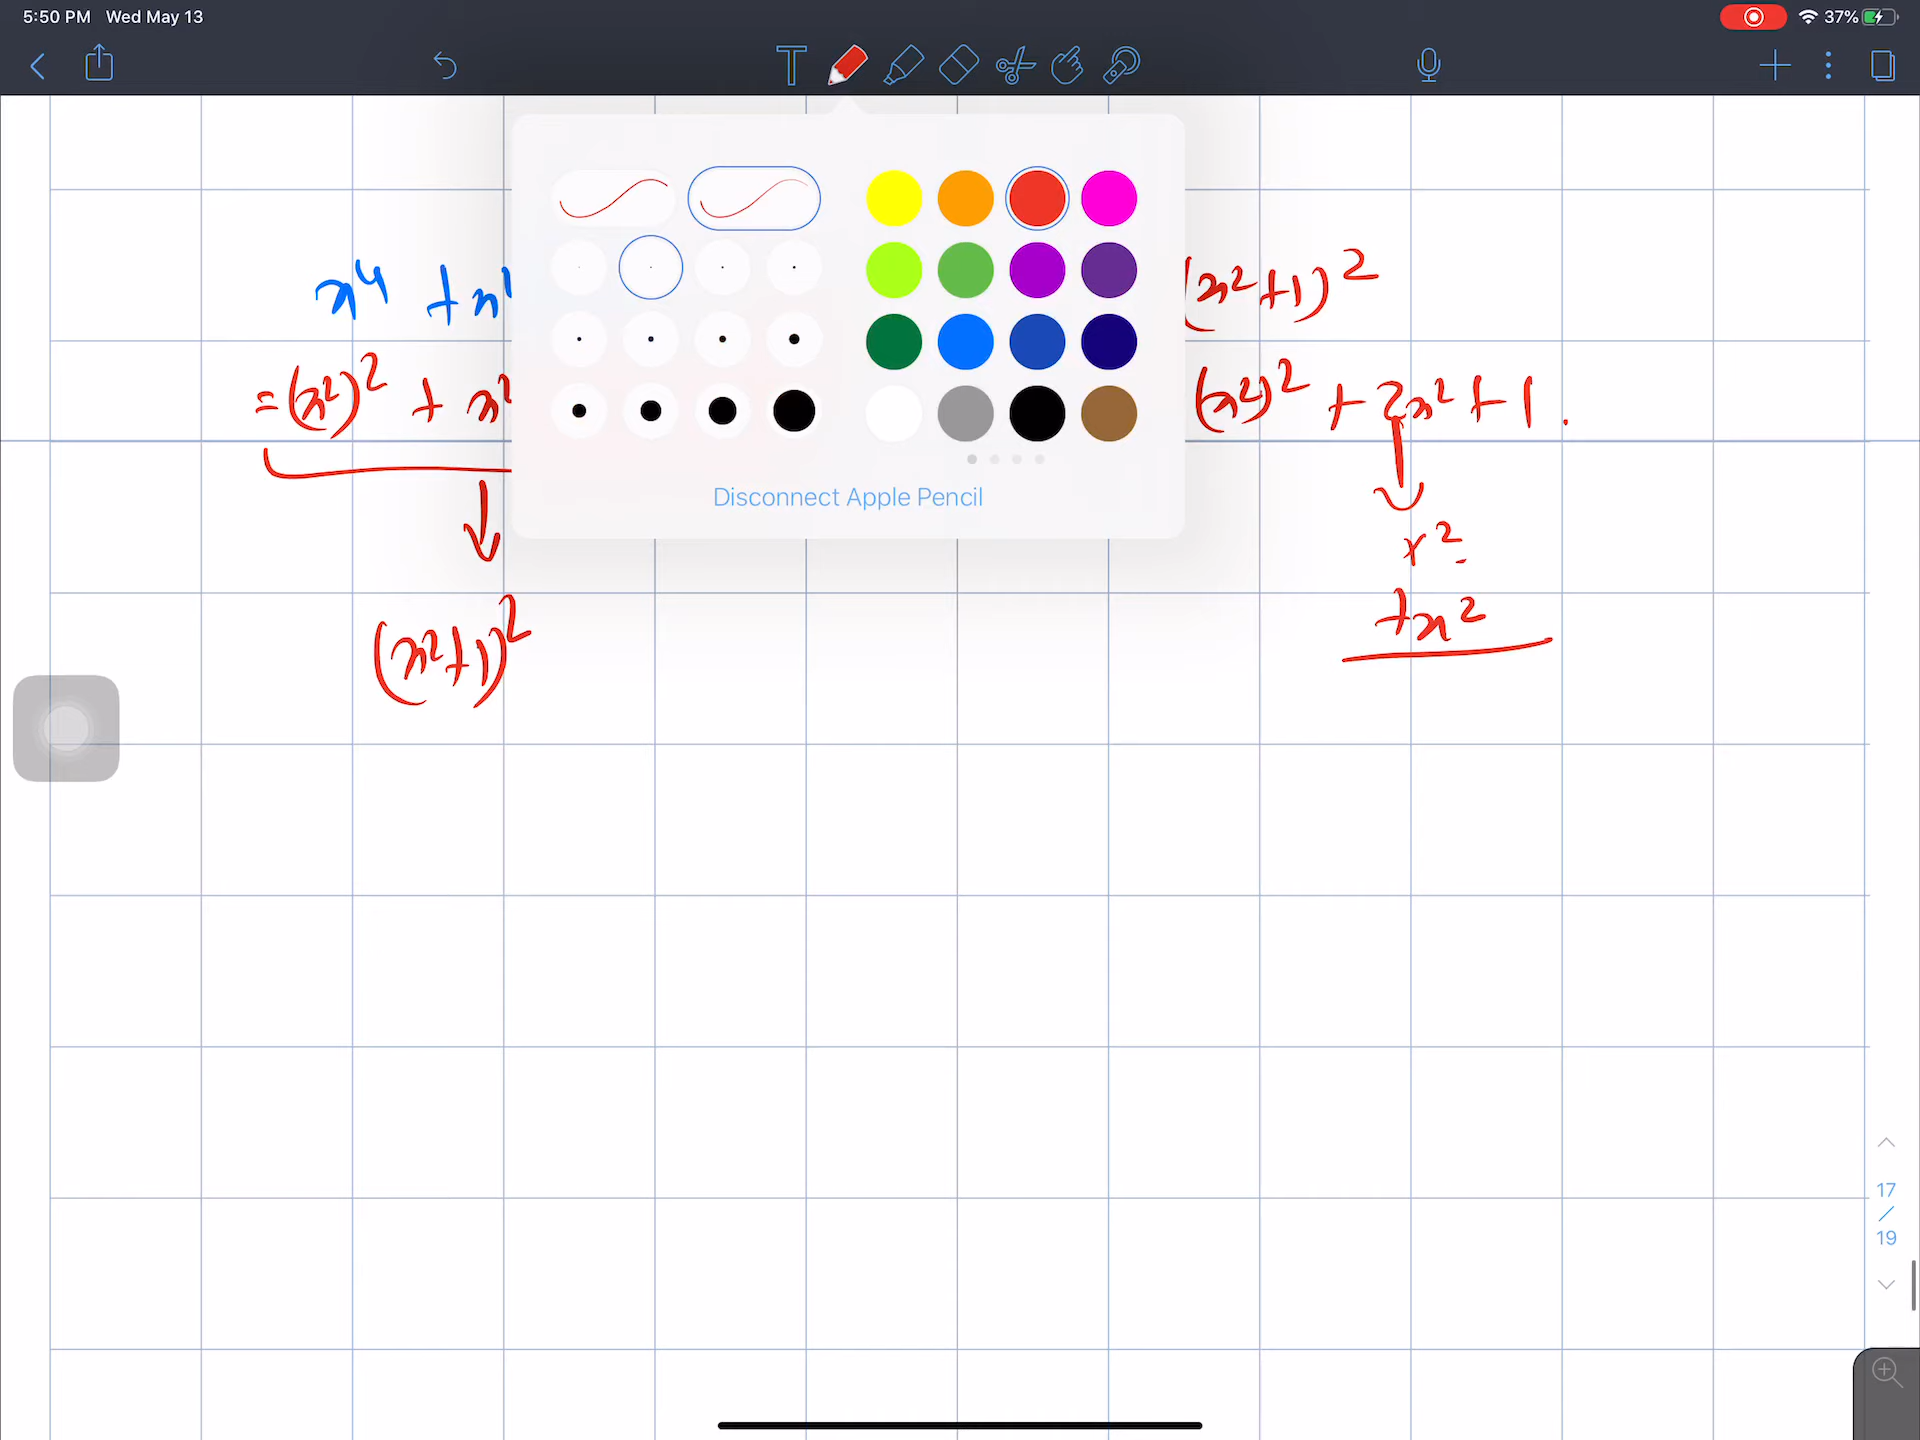 5:50 PM Wed May 13
37%
T
x⁴ + x
(x²+1)²
= (x²)² + x²
(x²)² + 2x² + 1.
Disconnect Apple Pencil
x²
+x²
(x²+1)²
17
/
19